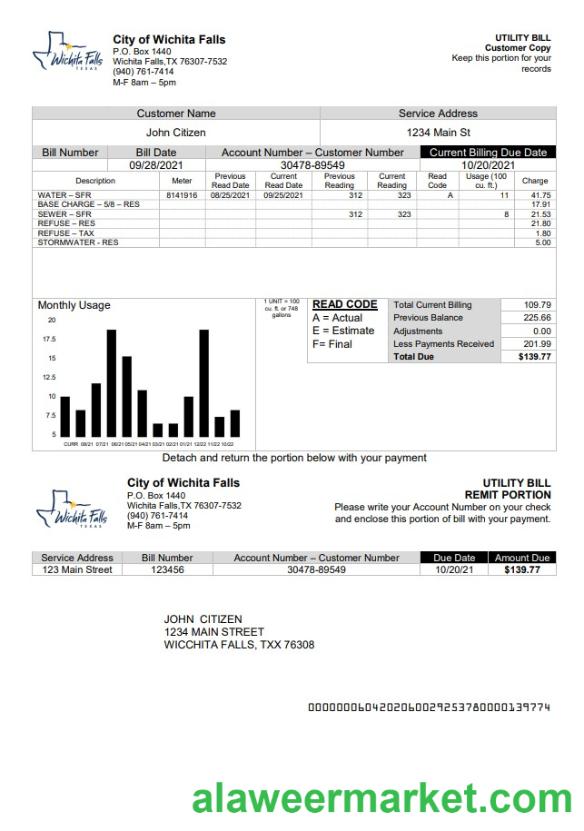 Wichita Falls
TEXAS
City of Wichita Falls
P.O. Box 1440
Wichita Falls,TX 76307-7532
(940) 761-7414
M-F 8am – 5pm
UTILITY BILL
Customer Copy
Keep this portion for your
records
Customer Name Service Address
John Citizen 1234 Main St
Bill Number Bill Date Account Number – Customer Number Current Billing Due Date
09/28/2021 30478-89549 10/20/2021
Description Meter Previous Read Date Current Read Date Previous Reading Current Reading Read Code Usage (100 cu. ft.) Charge
WATER – SFR 8141916 08/25/2021 09/25/2021 312 323 A 11 41.75
BASE CHARGE – 5/8 – RES 17.91
SEWER – SFR 312 323 8 21.53
REFUSE – RES 21.80
REFUSE – TAX 1.80
STORMWATER - RES 5.00
Monthly Usage
20
17.5
15
12.5
10
7.5
5
CURR 08/21 07/21 06/21 05/21 04/21 03/21 02/21 01/21 12/22 11/22 10/22
1 UNIT = 100
cu. ft. or 748
gallons
READ CODE
A = Actual
E = Estimate
F= Final
Total Current Billing 109.79
Previous Balance 225.66
Adjustments 0.00
Less Payments Received 201.99
Total Due $139.77
Detach and return the portion below with your payment
Wichita Falls
TEXAS
City of Wichita Falls
P.O. Box 1440
Wichita Falls,TX 76307-7532
(940) 761-7414
M-F 8am – 5pm
UTILITY BILL
REMIT PORTION
Please write your Account Number on your check
and enclose this portion of bill with your payment.
Service Address Bill Number Account Number – Customer Number Due Date Amount Due
123 Main Street 123456 30478-89549 10/20/21 $139.77
JOHN CITIZEN
1234 MAIN STREET
WICCHITA FALLS, TXX 76308
0000000604202060029253780000139774
alaweermarket.com